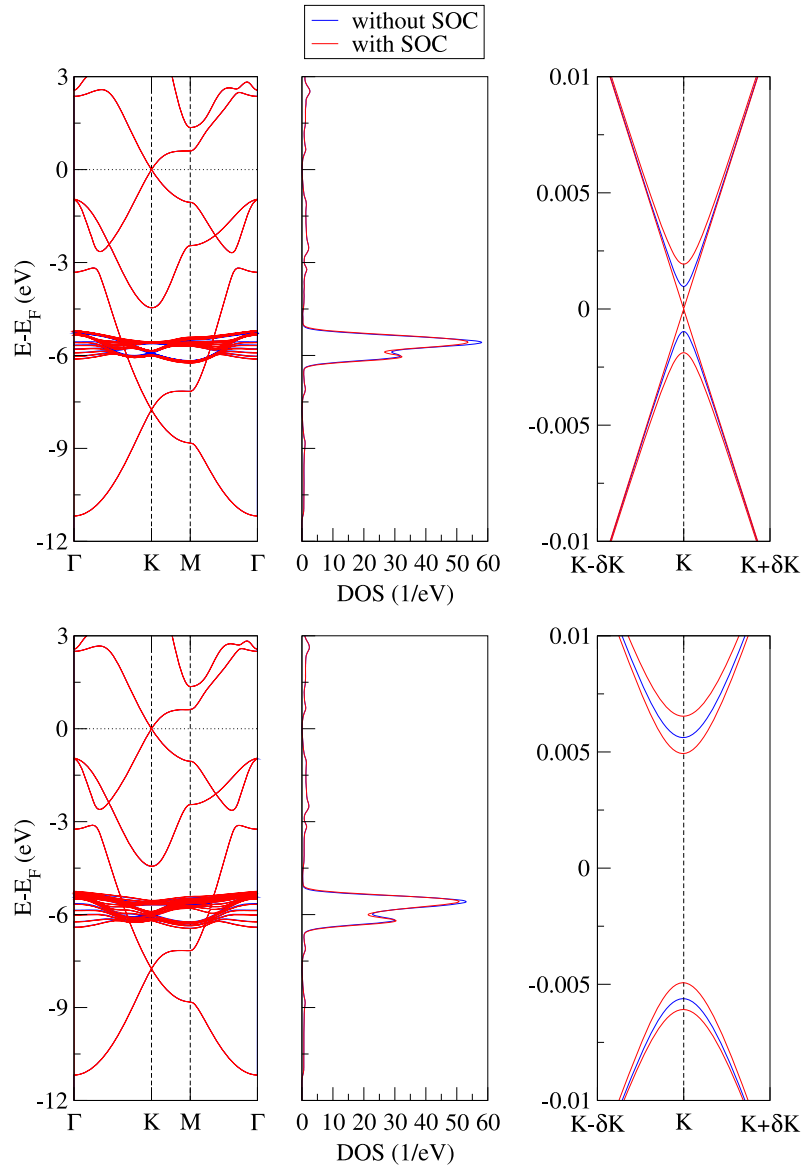 without SOC
with SOC
3
0
-3
-6
-9
-12
E-E_F (eV)
Γ K M Γ
0 10 20 30 40 50 60
DOS (1/eV)
0.01
0.005
0
-0.005
-0.01
K-δK K K+δK
3
0
-3
-6
-9
-12
E-E_F (eV)
Γ K M Γ
0 10 20 30 40 50 60
DOS (1/eV)
0.01
0.005
0
-0.005
-0.01
K-δK K K+δK